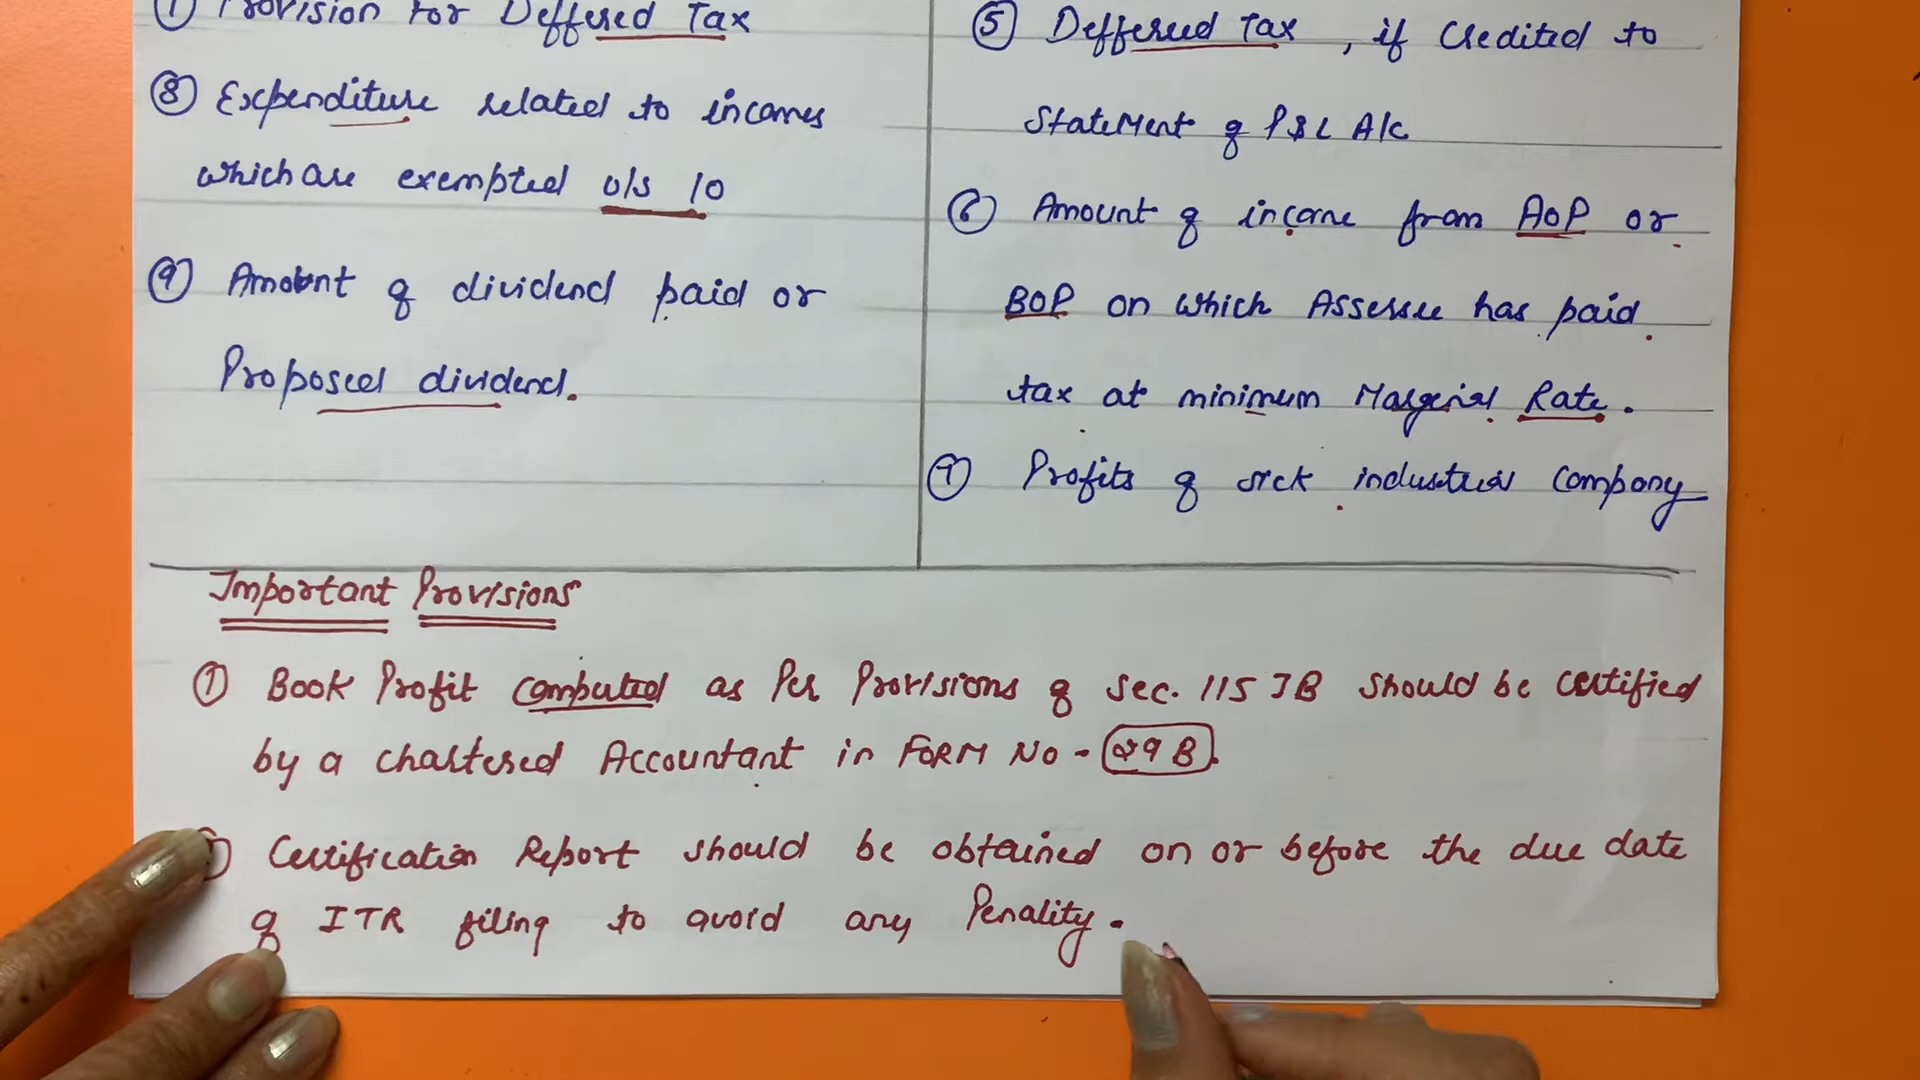 ⑦ Provision for Deffered Tax
⑧ Expenditure related to incomes
which are exempted u/s 10
⑨ Amount of dividend paid or
Proposed dividend.
⑤ Deffered Tax, if credited to
Statement of P&L A/c
⑥ Amount of income from AOP or
BOP on which Assessee has paid
tax at minimum Marginal Rate.
⑦ Profits of sick industrial Company
Important Provisions
① Book Profit computed as Per Provisions of Sec. 115 JB should be certified
by a chartered Accountant in FORM No - 29 B.
Certification Report should be obtained on or before the due date
of ITR filing to avoid any Penality.